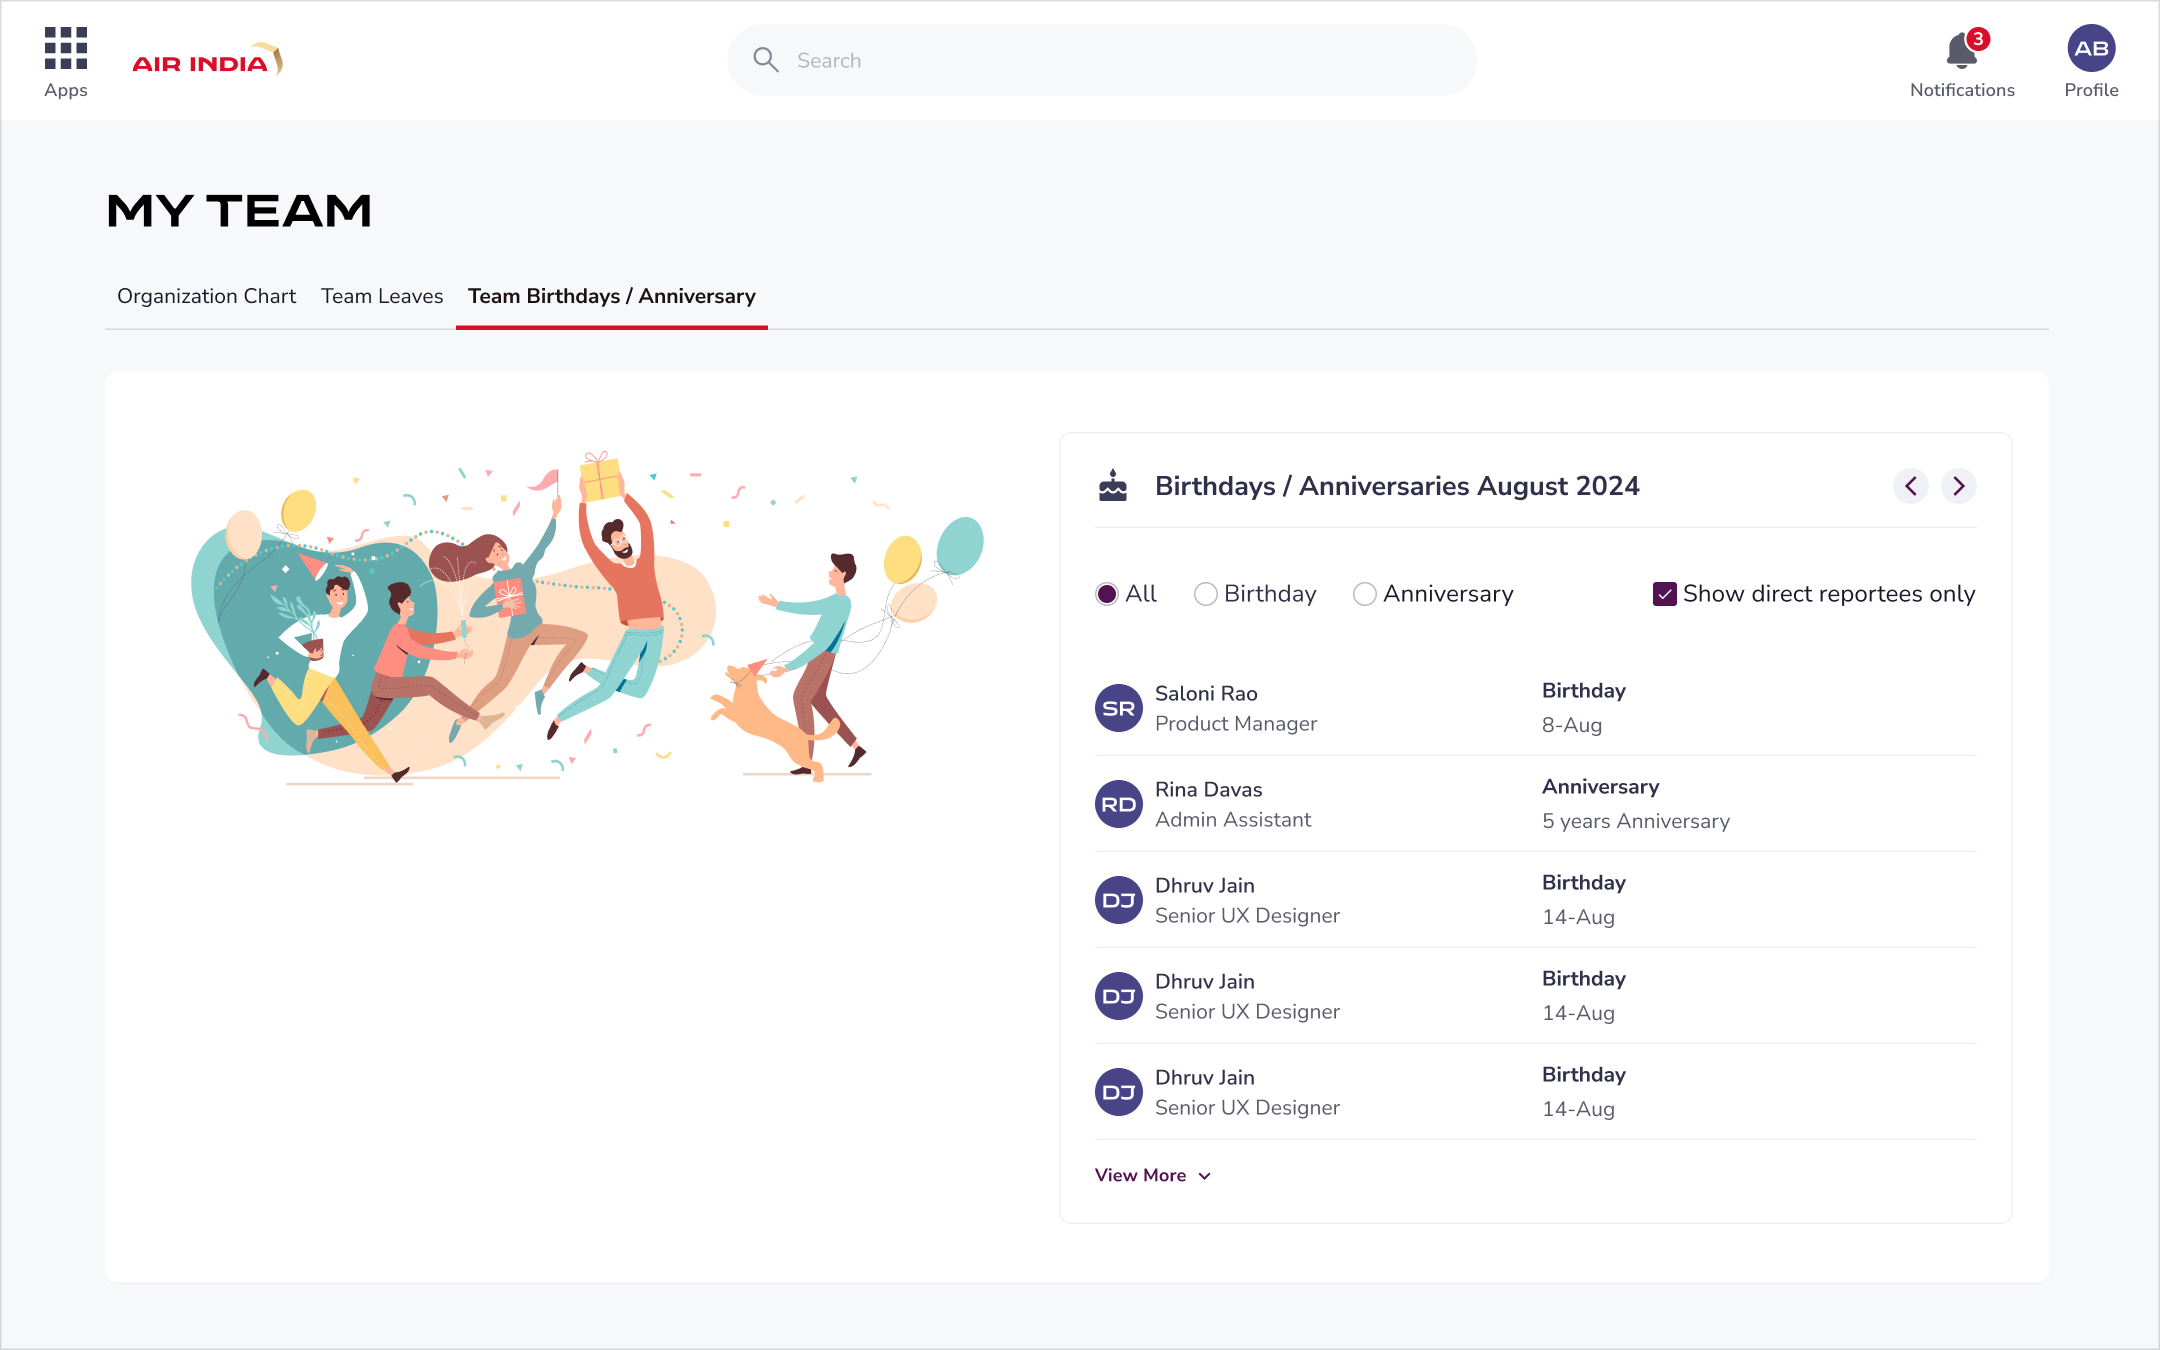 Apps
AIR INDIA
Search
3
Notifications
AB
Profile
MY TEAM
Organization Chart
Team Leaves
Team Birthdays / Anniversary
Birthdays / Anniversaries August 2024
All
Birthday
Anniversary
Show direct reportees only
SR
Saloni Rao
Product Manager
Birthday
8-Aug
RD
Rina Davas
Admin Assistant
Anniversary
5 years Anniversary
DJ
Dhruv Jain
Senior UX Designer
Birthday
14-Aug
DJ
Dhruv Jain
Senior UX Designer
Birthday
14-Aug
DJ
Dhruv Jain
Senior UX Designer
Birthday
14-Aug
View More